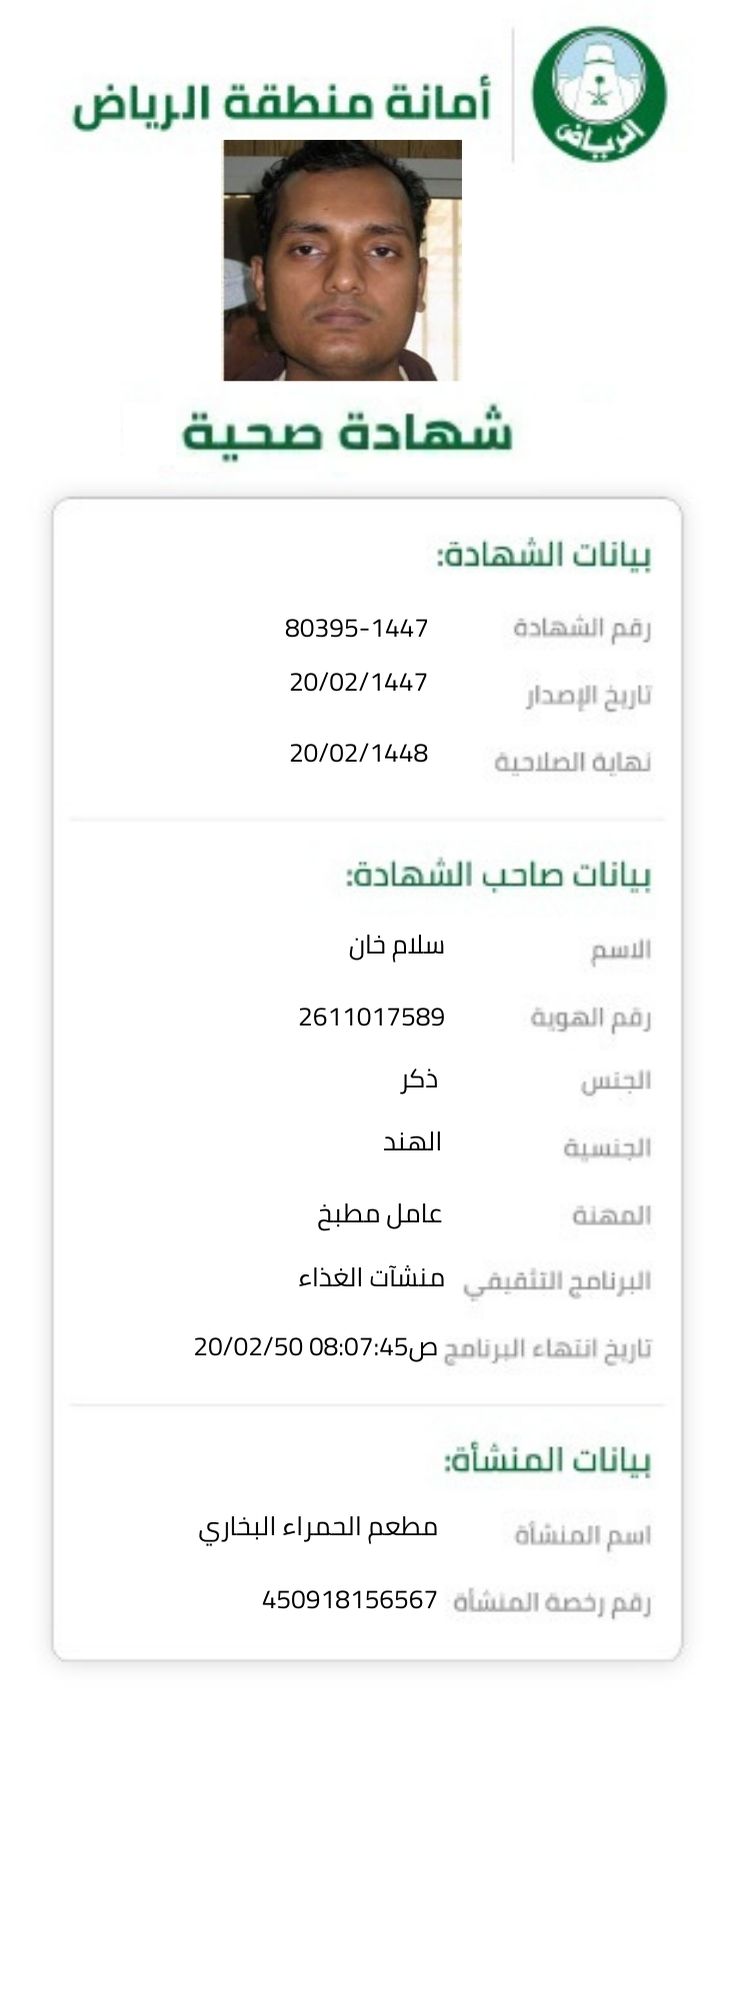 الرياض
أمانة منطقة الرياض
شهادة صحية
بيانات الشهادة:
رقم الشهادة 80395-1447
تاريخ الإصدار 20/02/1447
نهاية الصلاحية 20/02/1448
بيانات صاحب الشهادة:
الاسم سلام خان
رقم الهوية 2611017589
الجنس ذكر
الجنسية الهند
المهنة عامل مطبخ
البرنامج التثقيفي منشآت الغذاء
تاريخ انتهاء البرنامج 20/02/50 08:07:45ص
بيانات المنشأة:
اسم المنشأة مطعم الحمراء البخاري
رقم رخصة المنشأة 450918156567